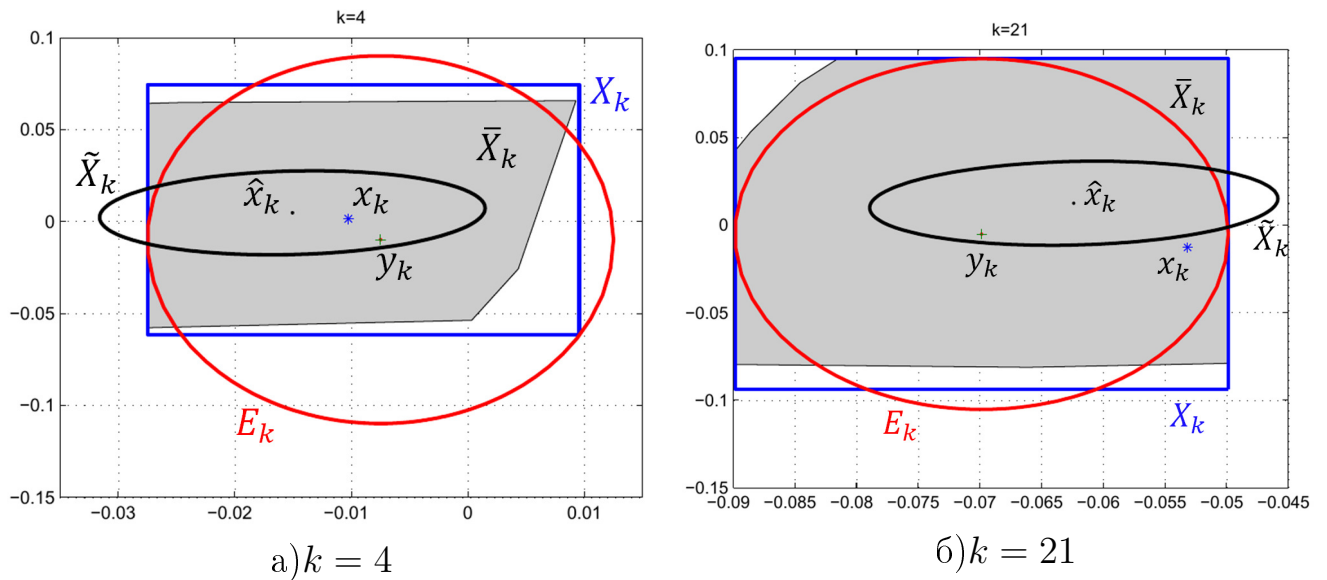 k=4
0.1
0.05
0
−0.05
−0.1
−0.15
−0.03
−0.02
−0.01
0
0.01
X_k
X̄_k
X̃_k
x̂_k
x_k
y_k
E_k
а)k = 4
k=21
0.1
0.05
0
−0.05
−0.1
−0.15
−0.09
−0.085
−0.08
−0.075
−0.07
−0.065
−0.06
−0.055
−0.05
−0.045
X̄_k
x̂_k
X̃_k
y_k
x_k
E_k
X_k
б)k = 21